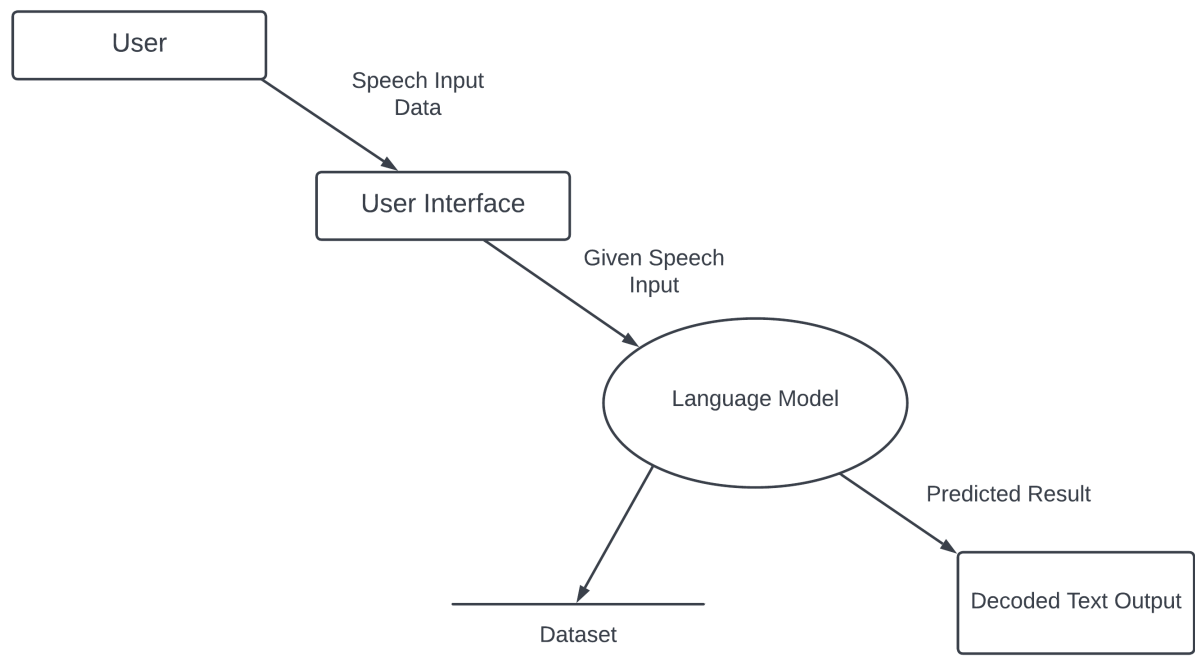 User
Speech Input
Data
User Interface
Given Speech
Input
Language Model
Predicted Result
Decoded Text Output
Dataset